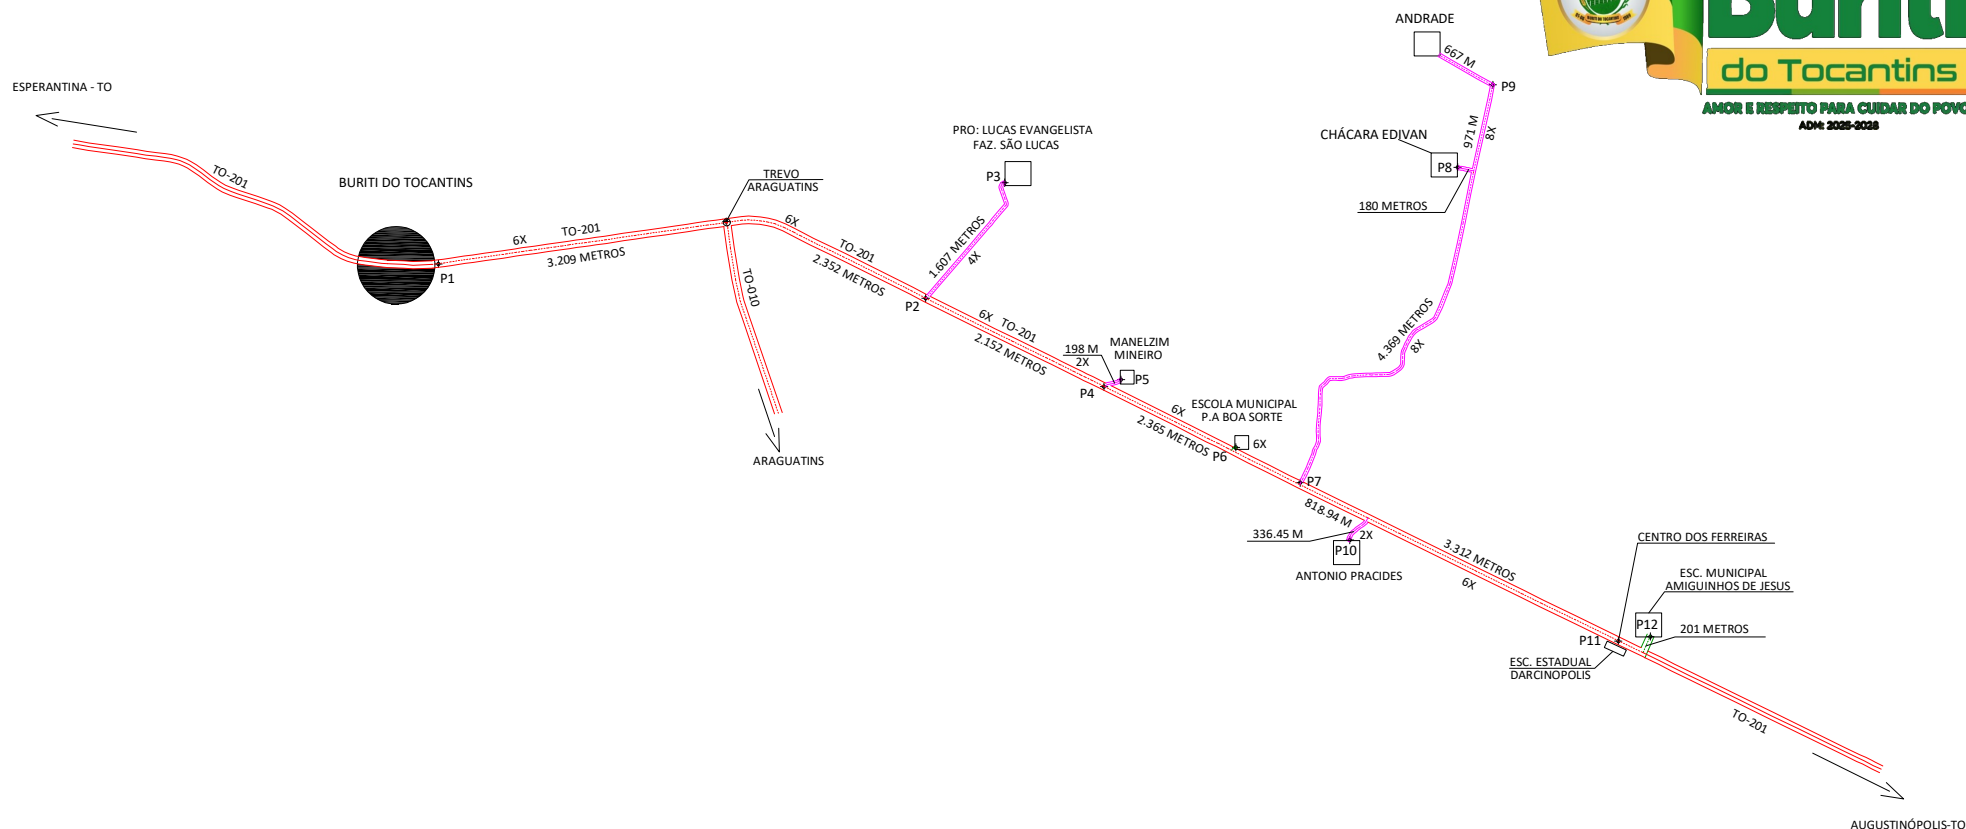 ANDRADE
667 M
P9
Buriti
do Tocantins
AMOR E RESPEITO PARA CUIDAR DO POVO
ADM: 2025-2028
ESPERANTINA - TO
TO-201
BURITI DO TOCANTINS
P1
6X
TO-201
3.209 METROS
TREVO
ARAGUATINS
TO-010
ARAGUATINS
6X
TO-201
2.352 METROS
PRO: LUCAS EVANGELISTA
FAZ. SÃO LUCAS
P3
1.607 METROS
4X
P2
6X
TO-201
2.152 METROS
198 M
2X
MANELZIM
MINEIRO
P5
P4
6X
2.365 METROS
ESCOLA MUNICIPAL
P.A BOA SORTE
6X
P6
CHÁCARA EDIVAN
P8
971 M
8X
180 METROS
4.369 METROS
8X
P7
818.94 M
336.45 M
2X
P10
ANTONIO PRACIDES
3.312 METROS
6X
CENTRO DOS FERREIRAS
ESC. MUNICIPAL
AMIGUINHOS DE JESUS
P12
201 METROS
P11
ESC. ESTADUAL
DARCINOPOLIS
TO-201
AUGUSTINÓPOLIS-TO